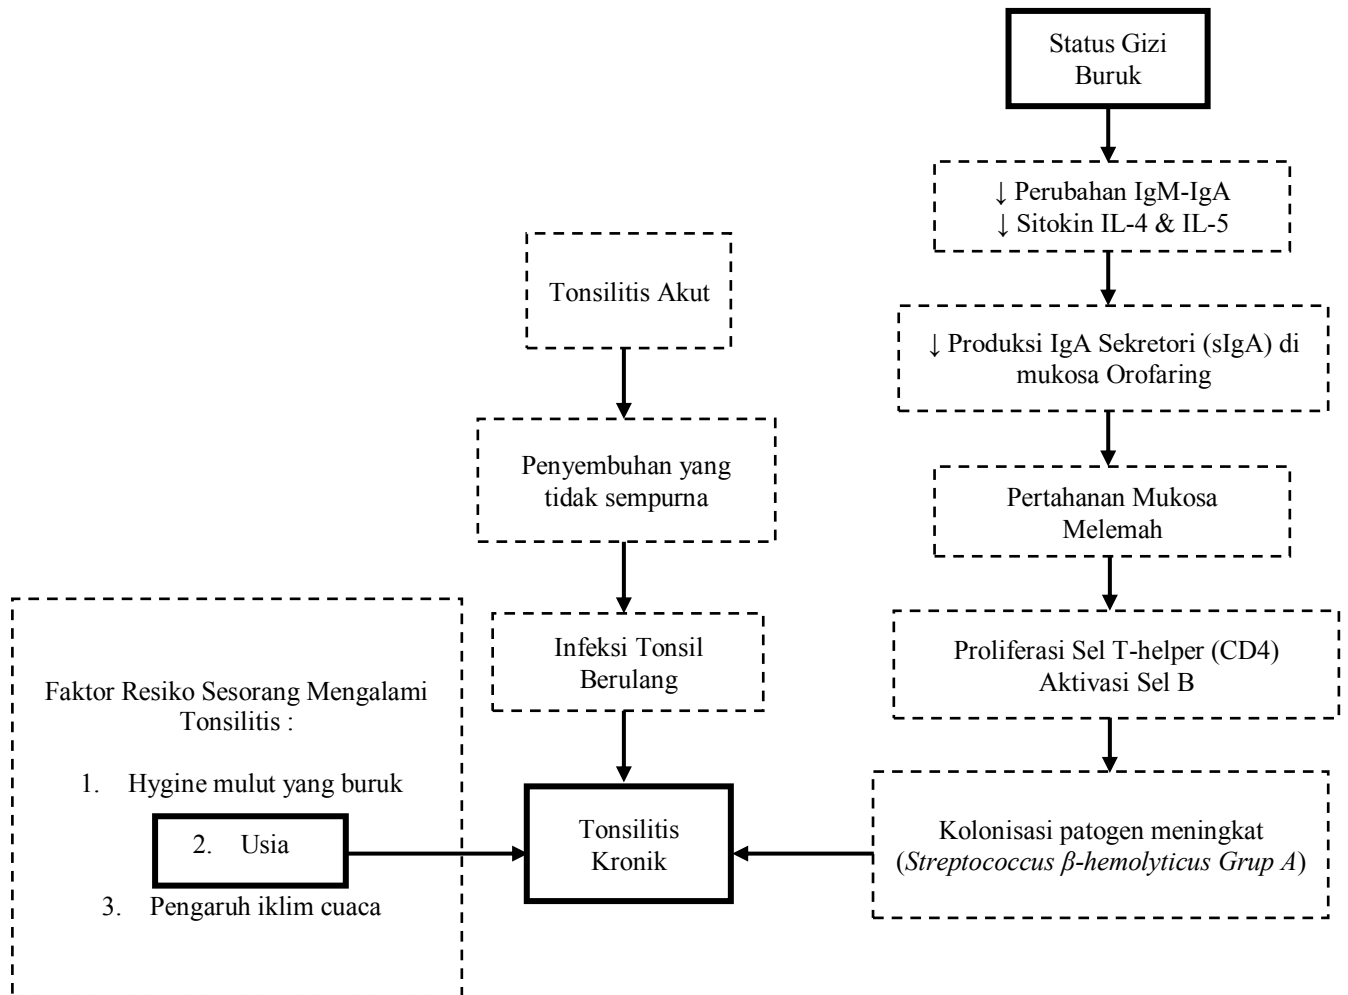 Status Gizi
Buruk
↓ Perubahan IgM-IgA
↓ Sitokin IL-4 & IL-5
Tonsilitis Akut
↓ Produksi IgA Sekretori (sIgA) di
mukosa Orofaring
Penyembuhan yang
tidak sempurna
Pertahanan Mukosa
Melemah
Infeksi Tonsil
Berulang
Proliferasi Sel T-helper (CD4)
Aktivasi Sel B
Faktor Resiko Sesorang Mengalami
Tonsilitis :
1. Hygine mulut yang buruk
2. Usia
3. Pengaruh iklim cuaca
Tonsilitis
Kronik
Kolonisasi patogen meningkat
(Streptococcus β-hemolyticus Grup A)